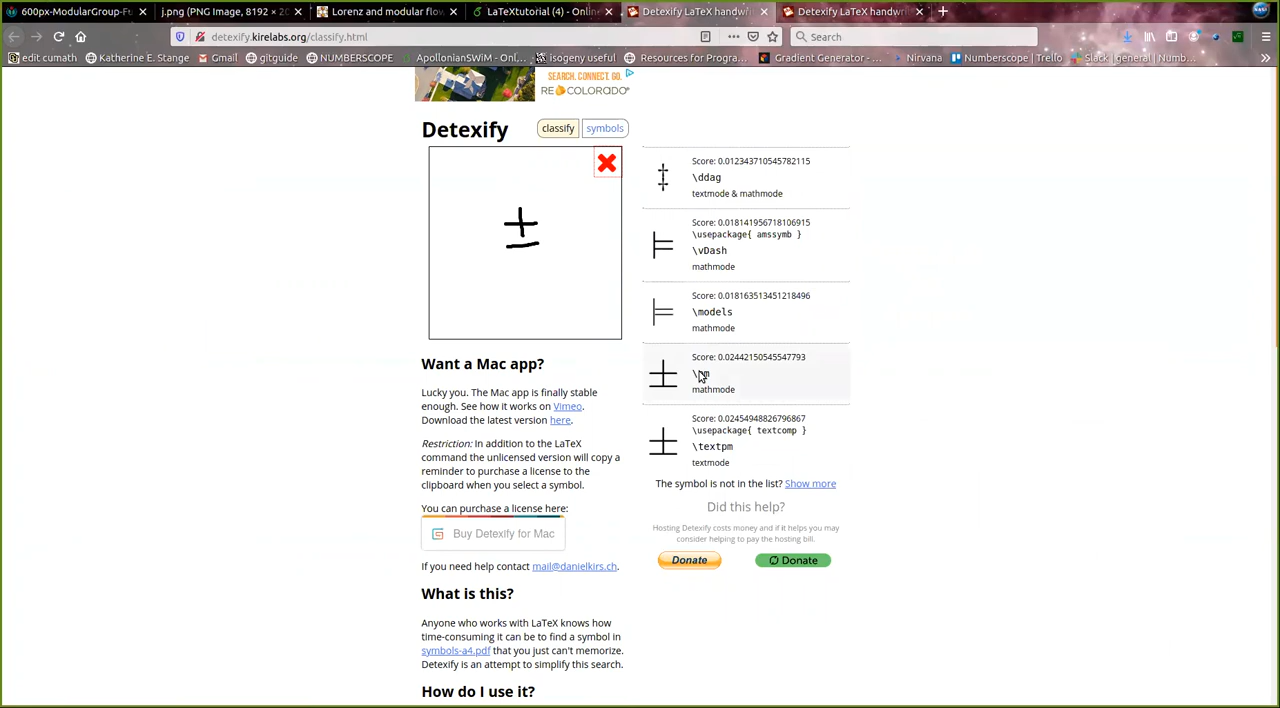 600px-ModularGroup-F
j.png (PNG Image, 8192 × 2
Lorenz and modular flow
LaTeXtutorial (4) - Online
Detexify LaTeX handwri
Detexify LaTeX handwri
detexify.kirelabs.org/classify.html
Search
edit cumath
Katherine E. Stange
Gmail
gitguide
NUMBERSCOPE
ApollonianSWiM - Onl...
isogeny useful
Resources for Progra...
Gradient Generator - ...
Nirvana
Numberscope | Trello
Slack | general | Numb...
SEARCH. CONNECT. GO.
RECOLORADO
Detexify
classify
symbols
±
Want a Mac app?
Lucky you. The Mac app is finally stable
enough. See how it works on Vimeo.
Download the latest version here.
Restriction: In addition to the LaTeX
command the unlicensed version will copy a
reminder to purchase a license to the
clipboard when you select a symbol.
You can purchase a license here:
Buy Detexify for Mac
If you need help contact mail@danielkirs.ch.
What is this?
Anyone who works with LaTeX knows how
time-consuming it can be to find a symbol in
symbols-a4.pdf that you just can't memorize.
Detexify is an attempt to simplify this search.
How do I use it?
‡
Score: 0.012343710545782115
\ddag
textmode & mathmode
⊨
Score: 0.018141956718106915
\usepackage{ amssymb }
\vDash
mathmode
⊨
Score: 0.018163513451218496
\models
mathmode
±
Score: 0.02442150545547793
\pm
mathmode
±
Score: 0.02454948826796867
\usepackage{ textcomp }
\textpm
textmode
The symbol is not in the list? Show more
Did this help?
Hosting Detexify costs money and if it helps you may
consider helping to pay the hosting bill.
Donate
Donate